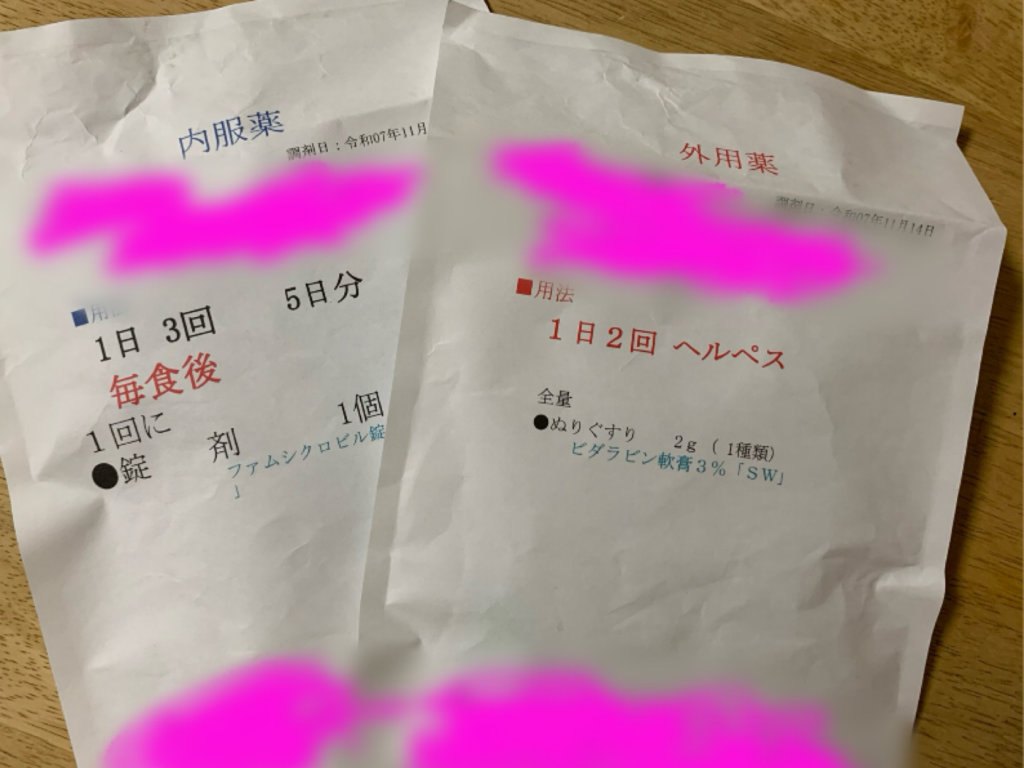 内服薬
調剤日：令和07年11月
■用
1日 3回 5日分
毎食後
1回に 1個
●錠 剤
ファムシクロビル錠
」
外用薬
調剤日：令和07年11月14日
■用法
1日2回 ヘルペス
全量
●ぬりぐすり 2g (1種類)
ビダラビン軟膏3%「SW」